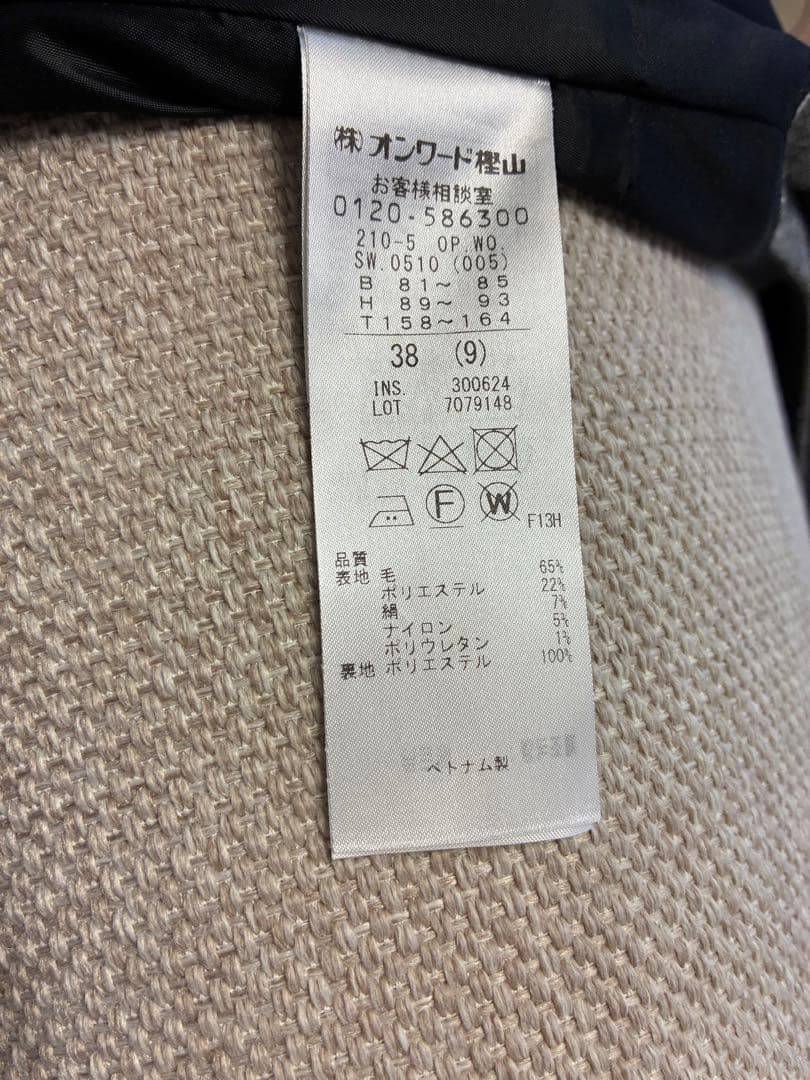 (株)オンワード樫山
お客様相談室
0120-586300
210-5 OP.WO.
SW.0510 (005)
B 81～ 85
H 89～ 93
T158～164
38 (9)
INS. 300624
LOT 7079148
F W F13H
品質
表地 毛 65%
ポリエステル 22%
絹 7%
ナイロン 5%
ポリウレタン 1%
裏地 ポリエステル 100%
ベトナム製